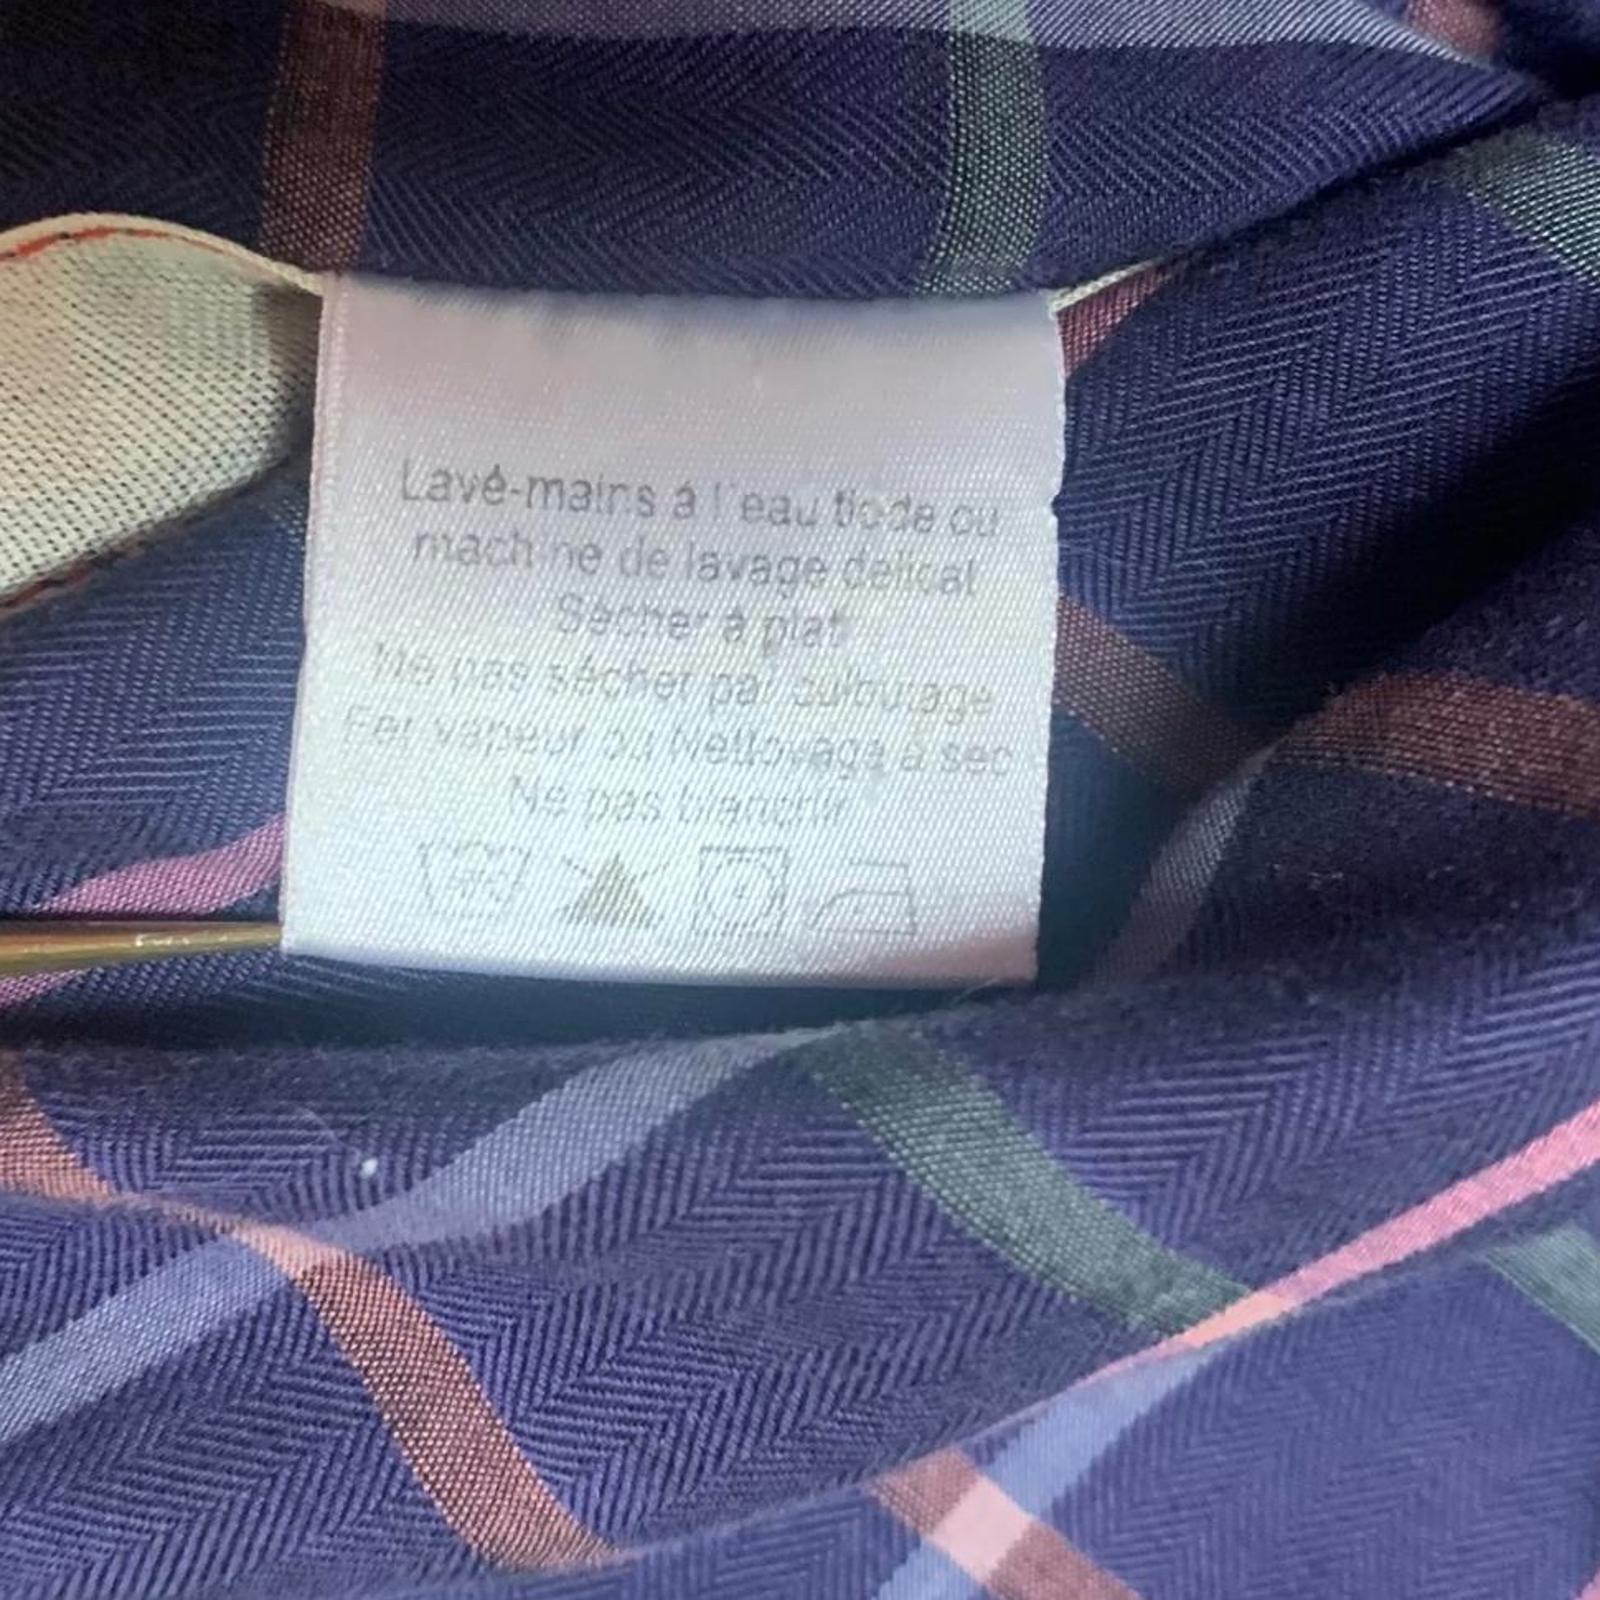 Lavé-mains à l'eau tiède ou
machine de lavage délicat
Sécher à plat
Ne pas sécher par culbutage
Fer vapeur ou Nettoyage à sec
Ne pas blanchir